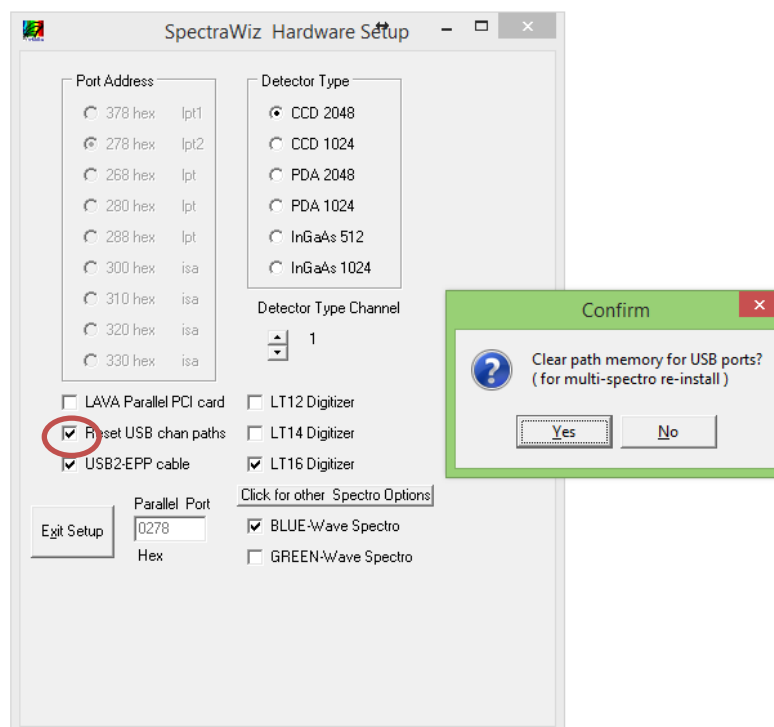 SpectraWiz Hardware Setup
Port Address
378 hex lpt1
278 hex lpt2
268 hex lpt
280 hex lpt
288 hex lpt
300 hex isa
310 hex isa
320 hex isa
330 hex isa
Detector Type
CCD 2048
CCD 1024
PDA 2048
PDA 1024
InGaAs 512
InGaAs 1024
Detector Type Channel
1
LAVA Parallel PCI card
Reset USB chan paths
USB2-EPP cable
LT12 Digitizer
LT14 Digitizer
LT16 Digitizer
Click for other Spectro Options
Exit Setup
Parallel Port
0278
Hex
BLUE-Wave Spectro
GREEN-Wave Spectro
Confirm
Clear path memory for USB ports?
( for multi-spectro re-install )
Yes
No